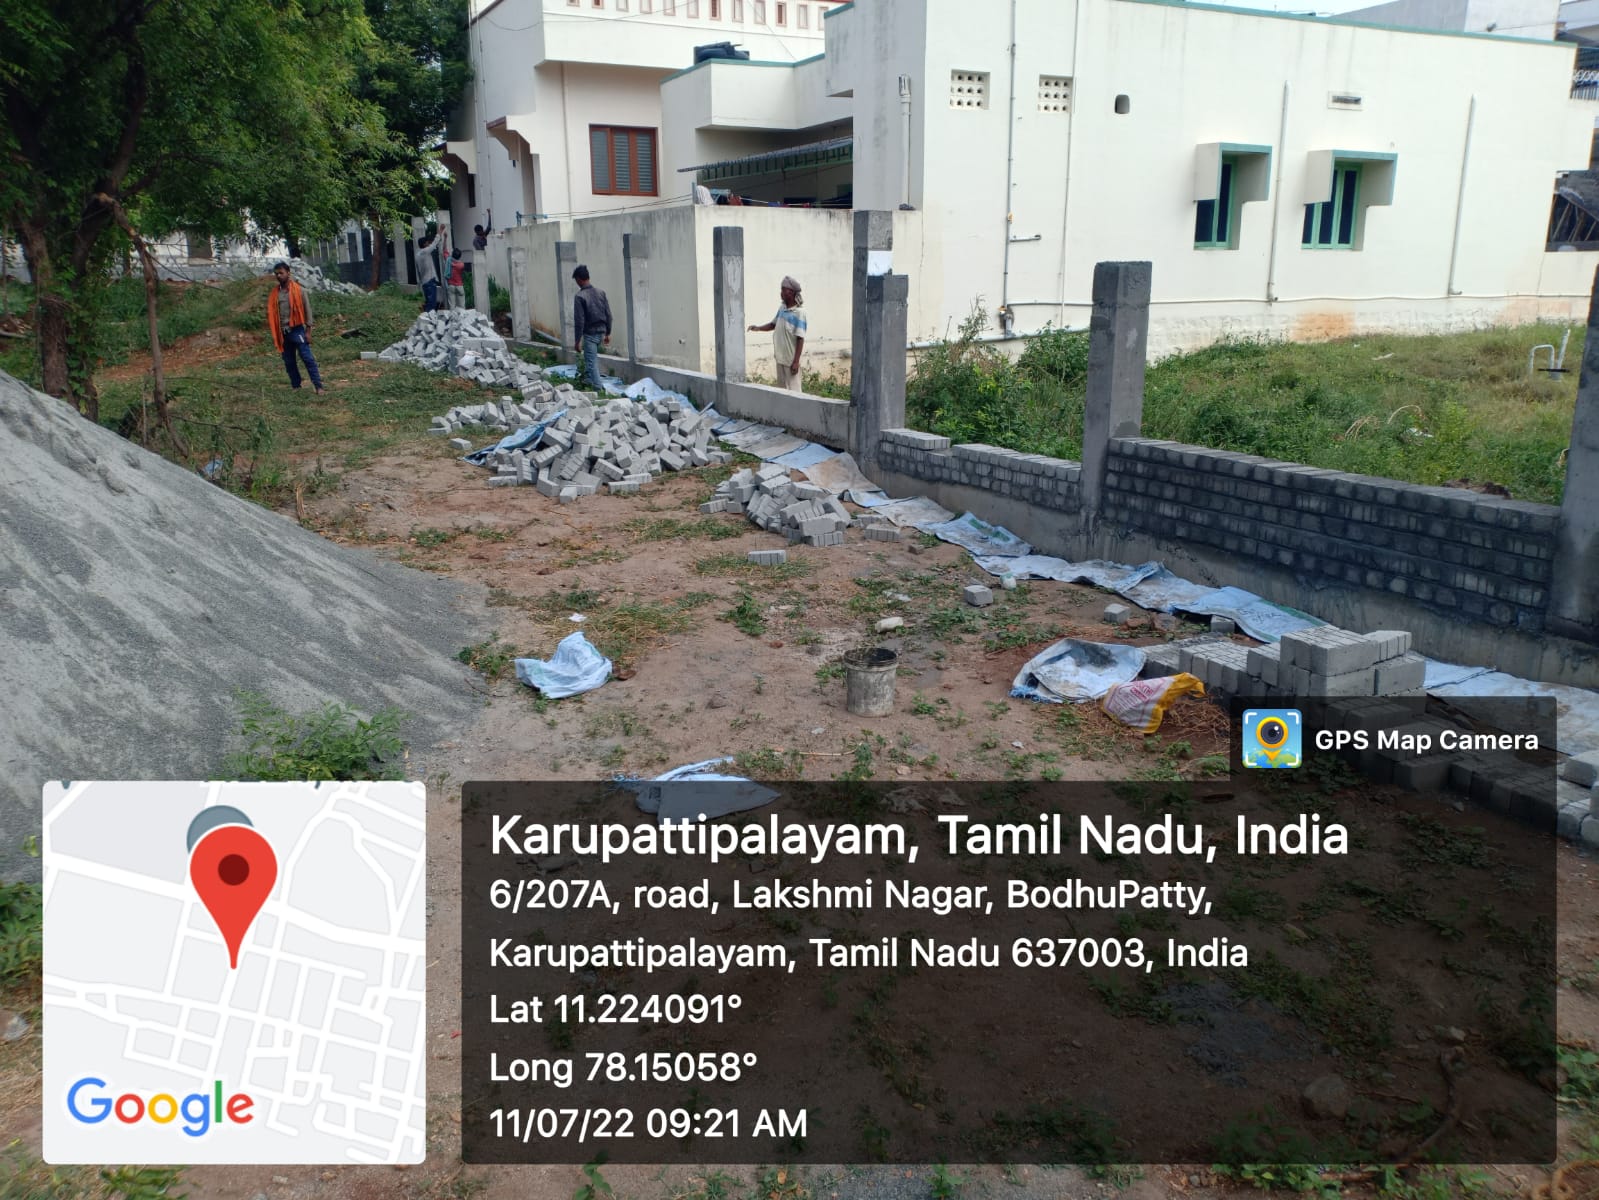 GPS Map Camera
Karupattipalayam, Tamil Nadu, India
6/207A, road, Lakshmi Nagar, BodhuPatty,
Karupattipalayam, Tamil Nadu 637003, India
Lat 11.224091°
Long 78.15058°
11/07/22 09:21 AM
Google